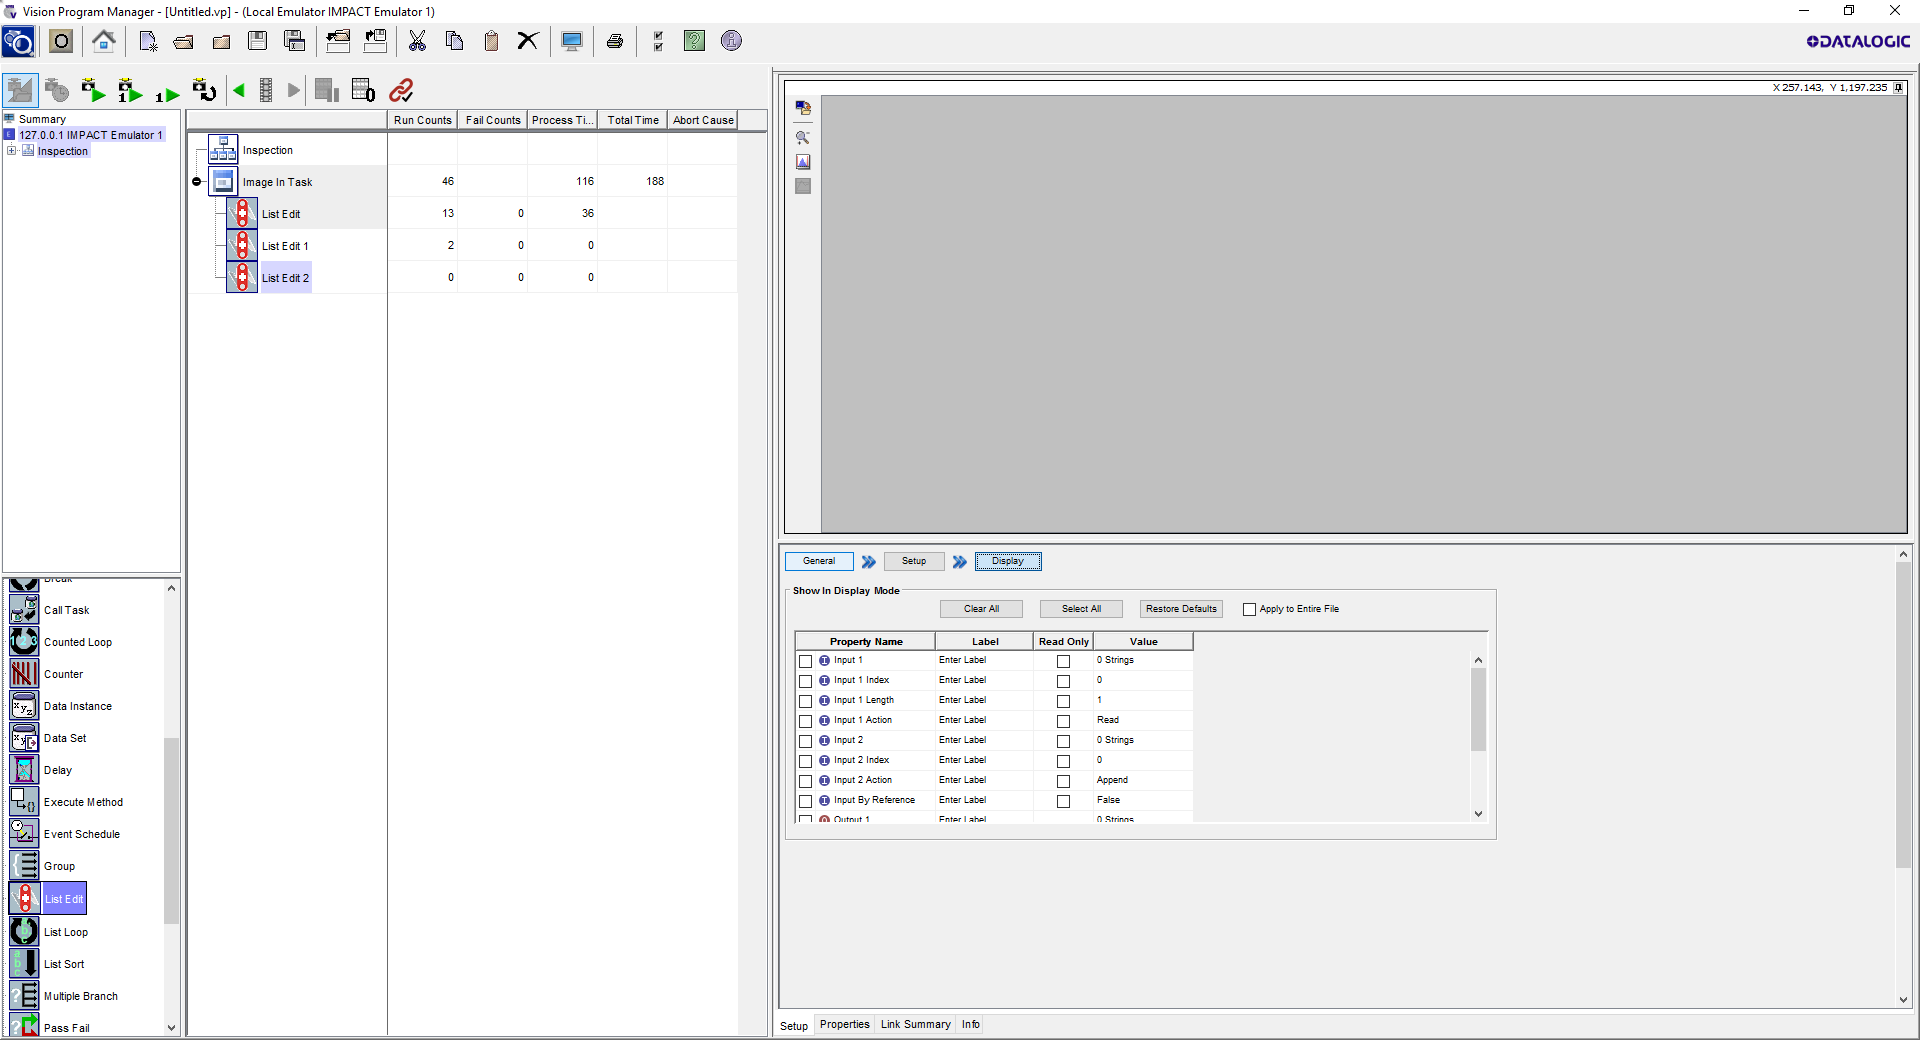 Vision Program Manager - [Untitled.vp] - (Local Emulator IMPACT Emulator 1)
DATALOGIC
X 257.143, Y 1,197.235
Summary
127.0.0.1 IMPACT Emulator 1
Inspection
Run Counts Fail Counts Process Ti... Total Time Abort Cause
Inspection
Image In Task 46 116 188
List Edit 13 0 36
List Edit 1 2 0 0
List Edit 2 0 0 0
Break
Call Task
Counted Loop
Counter
Data Instance
Data Set
Delay
Execute Method
Event Schedule
Group
List Edit
List Loop
List Sort
Multiple Branch
Pass Fail
General Setup Display
Show In Display Mode
Clear All Select All Restore Defaults Apply to Entire File
Property Name Label Read Only Value
Input 1 Enter Label 0 Strings
Input 1 Index Enter Label 0
Input 1 Length Enter Label 1
Input 1 Action Enter Label Read
Input 2 Enter Label 0 Strings
Input 2 Index Enter Label 0
Input 2 Action Enter Label Append
Input By Reference Enter Label False
Output 1 Enter Label 0 Strings
Setup Properties Link Summary Info